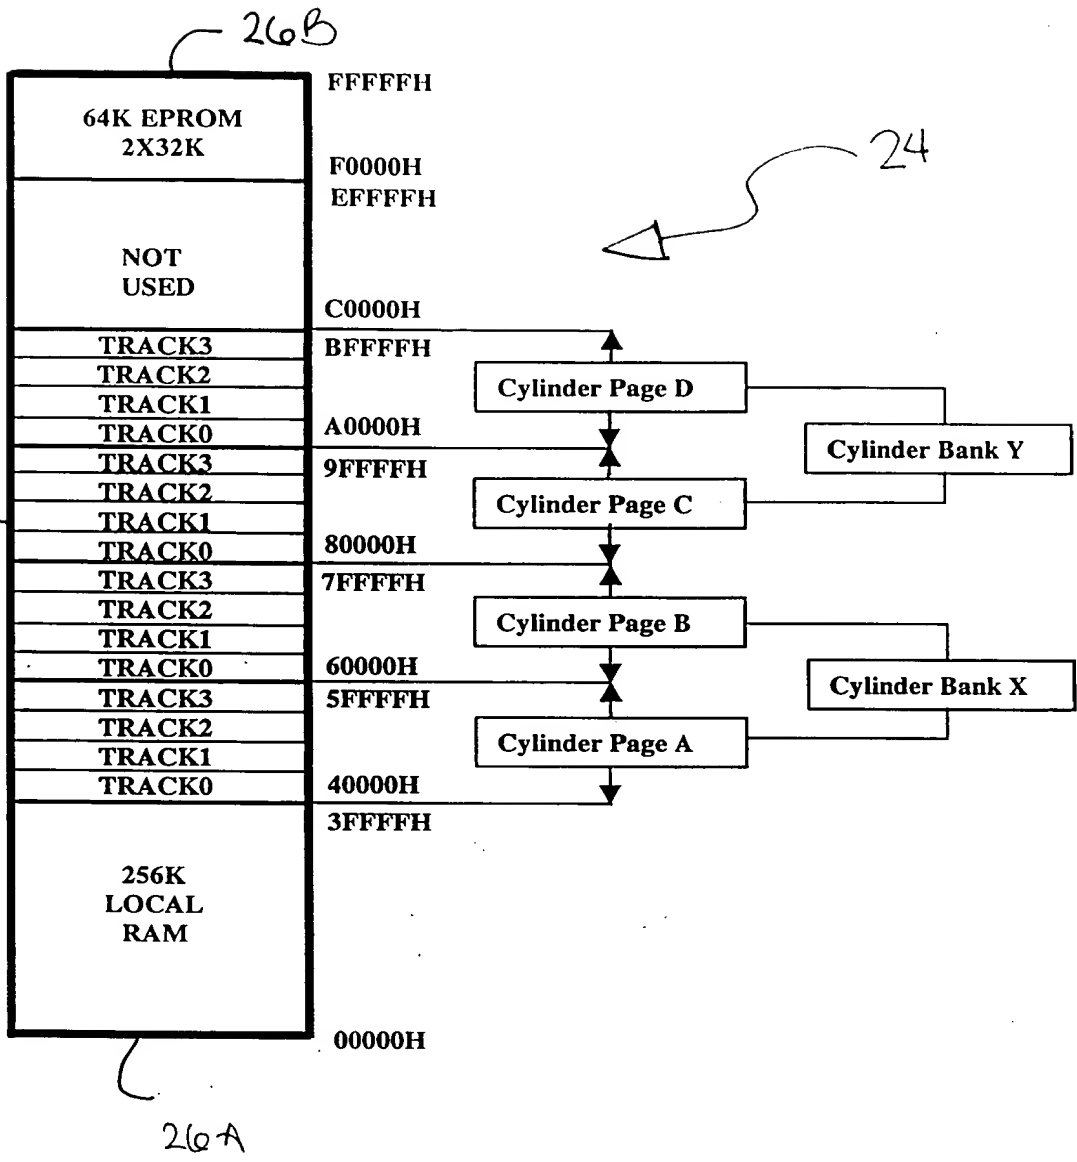 26B
FFFFFH
64K EPROM
2X32K
F0000H
EFFFFH
24
NOT
USED
C0000H
TRACK3
BFFFFH
TRACK2
Cylinder Page D
TRACK1
TRACK0
A0000H
Cylinder Bank Y
TRACK3
9FFFFH
TRACK2
Cylinder Page C
TRACK1
TRACK0
80000H
TRACK3
7FFFFH
TRACK2
Cylinder Page B
TRACK1
TRACK0
60000H
Cylinder Bank X
TRACK3
5FFFFH
TRACK2
Cylinder Page A
TRACK1
TRACK0
40000H
3FFFFH
256K
LOCAL
RAM
00000H
26A